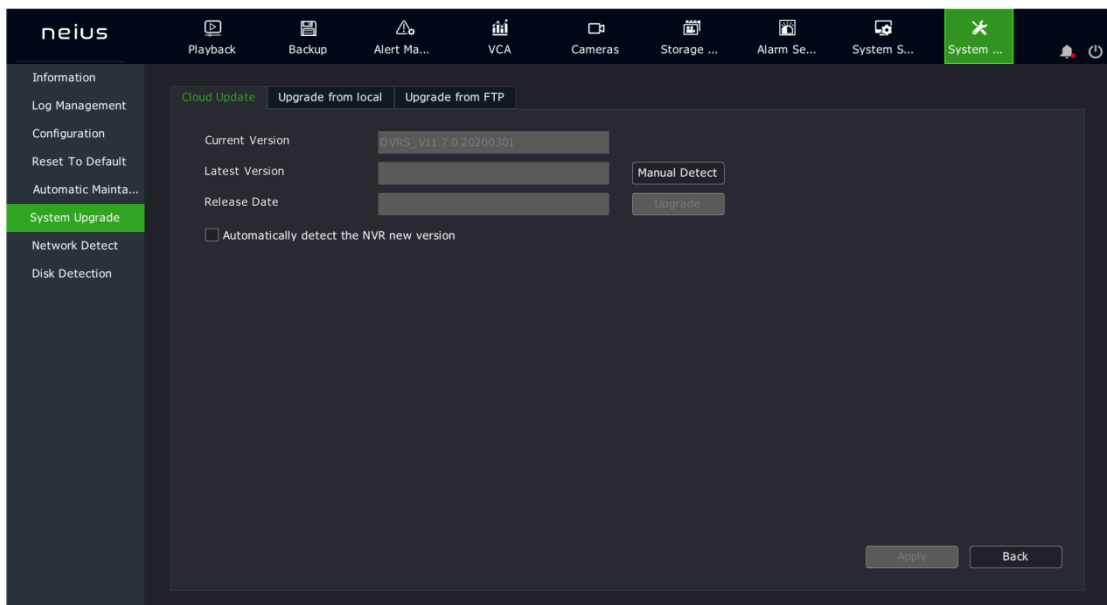 neius
Playback
Backup
Alert Ma...
VCA
Cameras
Storage ...
Alarm Se...
System S...
System ...
Information
Log Management
Configuration
Reset To Default
Automatic Mainta...
System Upgrade
Network Detect
Disk Detection
Cloud Update
Upgrade from local
Upgrade from FTP
Current Version
DVRS_V11.7.0.20200301
Latest Version
Manual Detect
Release Date
Upgrade
Automatically detect the NVR new version
Apply
Back